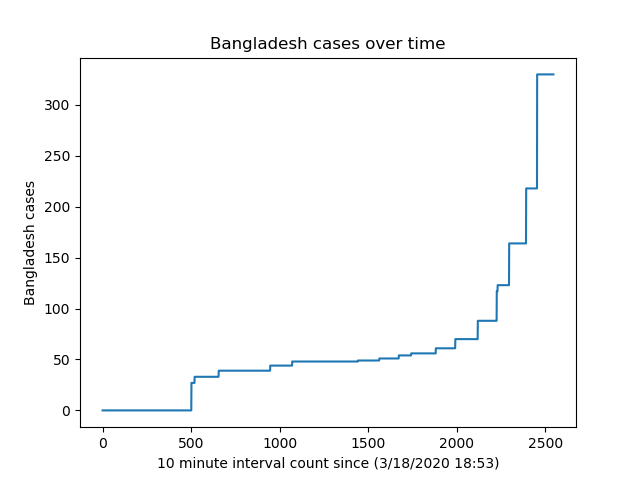 Bangladesh cases over time
300
250
200
150
100
50
0
Bangladesh cases
0 500 1000 1500 2000 2500
10 minute interval count since (3/18/2020 18:53)